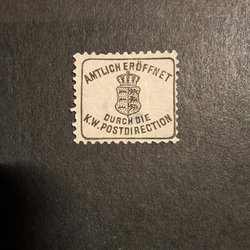 AMTLICH ERÖFFNET
DURCH DIE
K.W. POSTDIRECTION